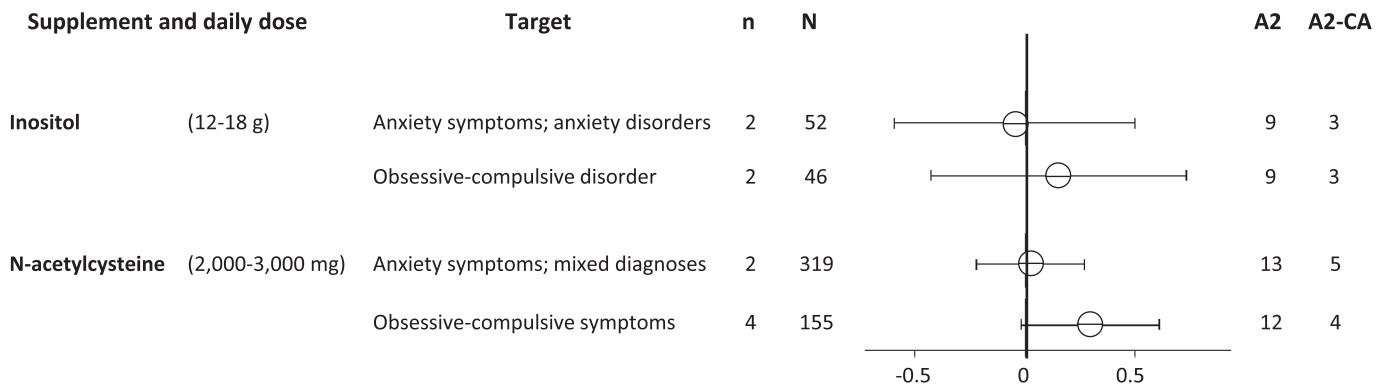 Supplement and daily dose Target n N A2 A2-CA
Inositol (12-18 g) Anxiety symptoms; anxiety disorders 2 52 9 3
Obsessive-compulsive disorder 2 46 9 3
N-acetylcysteine (2,000-3,000 mg) Anxiety symptoms; mixed diagnoses 2 319 13 5
Obsessive-compulsive symptoms 4 155 12 4
-0.5 0 0.5